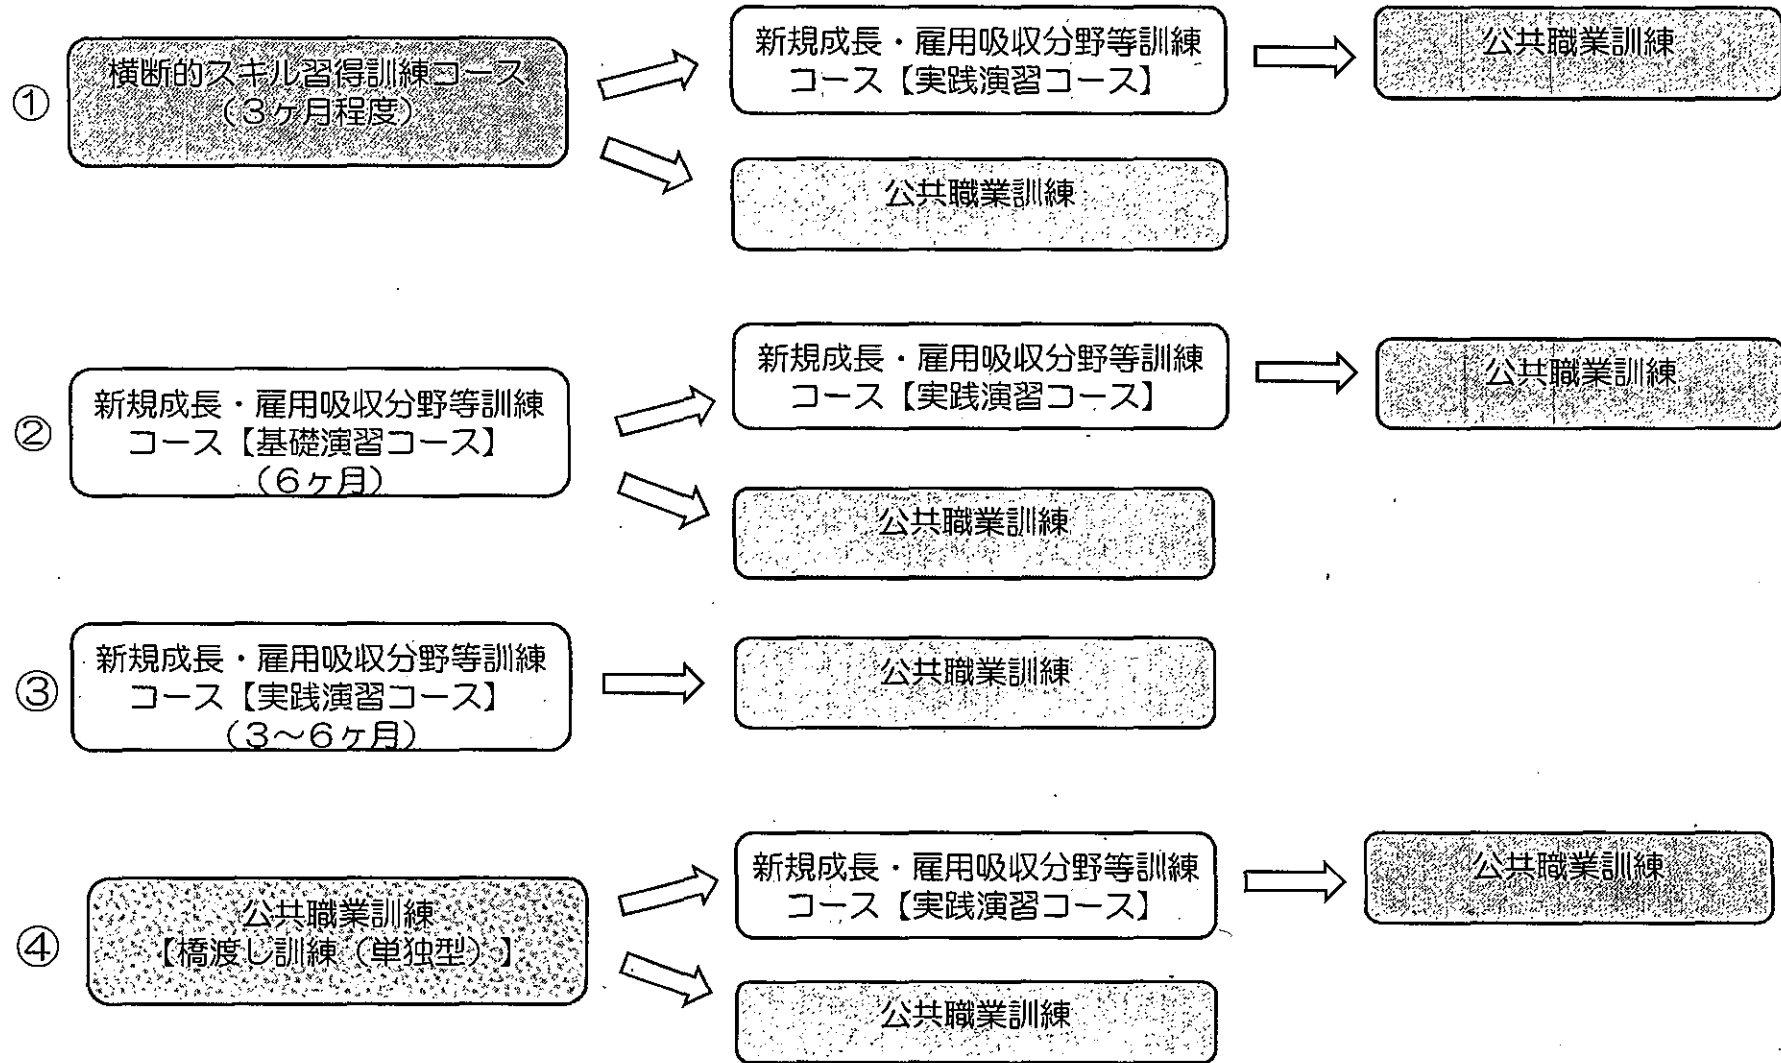 ①
横断的スキル習得訓練コース
(3ヶ月程度)
新規成長・雇用吸収分野等訓練
コース【実践演習コース】
公共職業訓練
公共職業訓練
②
新規成長・雇用吸収分野等訓練
コース【基礎演習コース】
(6ヶ月)
新規成長・雇用吸収分野等訓練
コース【実践演習コース】
公共職業訓練
公共職業訓練
③
新規成長・雇用吸収分野等訓練
コース【実践演習コース】
(3〜6ヶ月)
公共職業訓練
④
公共職業訓練
【橋渡し訓練(単独型)】
新規成長・雇用吸収分野等訓練
コース【実践演習コース】
公共職業訓練
公共職業訓練